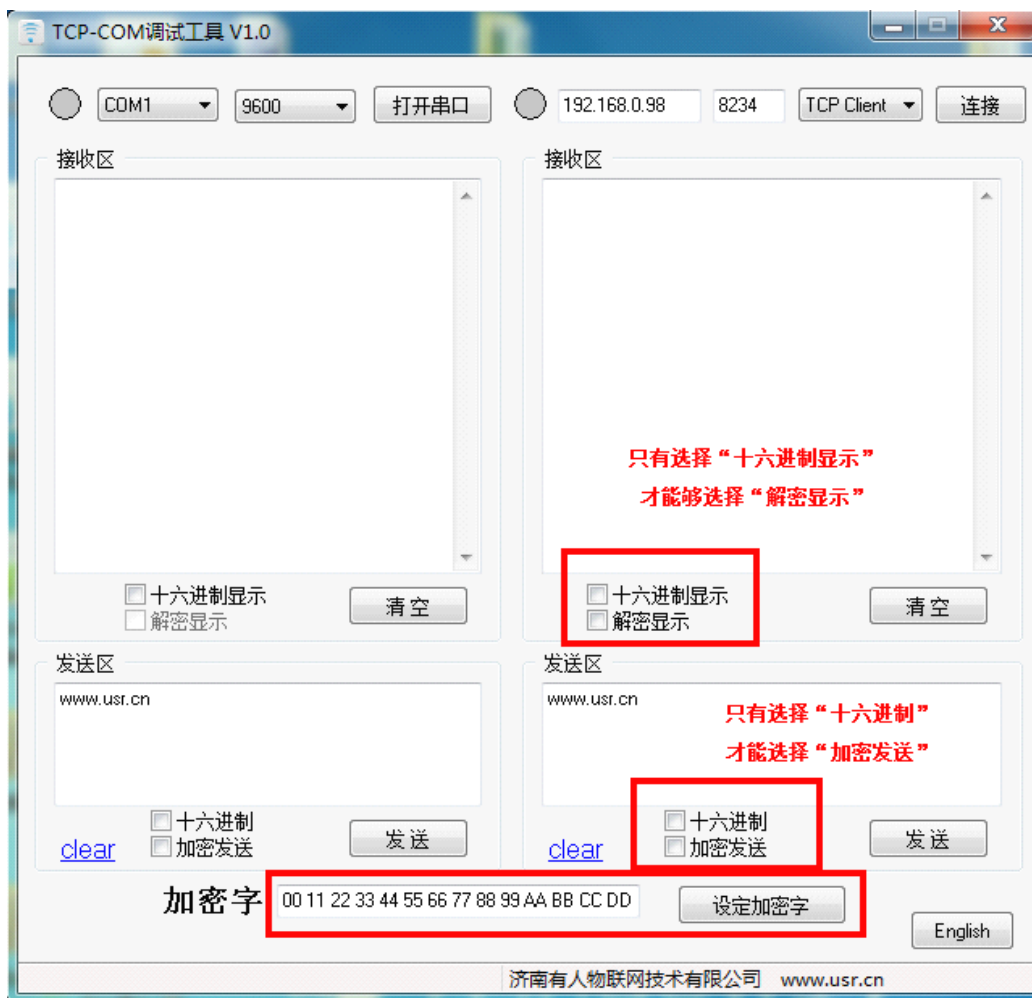 TCP-COM调试工具 V1.0
COM1 9600 打开串口 192.168.0.98 8234 TCP Client 连接
接收区 接收区
只有选择“十六进制显示”
才能够选择“解密显示”
十六进制显示 清空 十六进制显示 清空
解密显示 解密显示
发送区 发送区
www.usr.cn www.usr.cn
只有选择“十六进制”
才能选择“加密发送”
十六进制 发送 十六进制 发送
clear 加密发送 clear 加密发送
加密字 00 11 22 33 44 55 66 77 88 99 AA BB CC DD 设定加密字
English
济南有人物联网技术有限公司 www.usr.cn